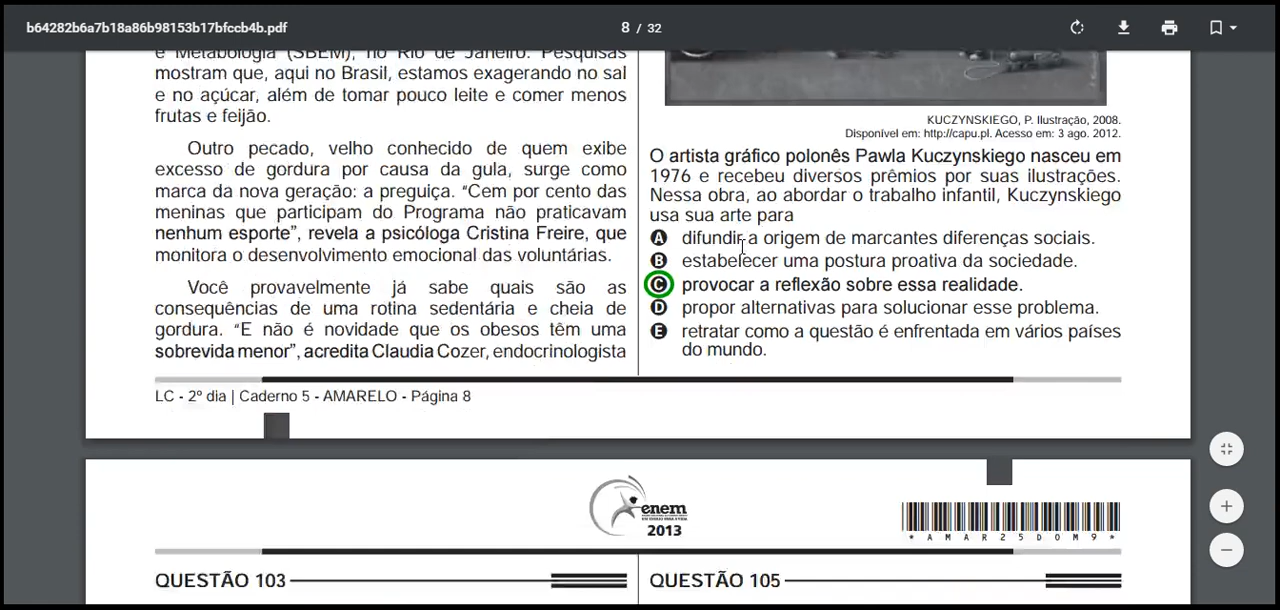 b64282b6a7b18a86b98153b17bfccb4b.pdf
8 / 32
e Metabologia (SBEM), no Rio de Janeiro. Pesquisas
mostram que, aqui no Brasil, estamos exagerando no sal
e no açúcar, além de tomar pouco leite e comer menos
frutas e feijão.
Outro pecado, velho conhecido de quem exibe
excesso de gordura por causa da gula, surge como
marca da nova geração: a preguiça. “Cem por cento das
meninas que participam do Programa não praticavam
nenhum esporte”, revela a psicóloga Cristina Freire, que
monitora o desenvolvimento emocional das voluntárias.
Você provavelmente já sabe quais são as
consequências de uma rotina sedentária e cheia de
gordura. “E não é novidade que os obesos têm uma
sobrevida menor”, acredita Claudia Cozer, endocrinologista
KUCZYNSKIEGO, P. Ilustração, 2008.
Disponível em: http://capu.pl. Acesso em: 3 ago. 2012.
O artista gráfico polonês Pawla Kuczynskiego nasceu em
1976 e recebeu diversos prêmios por suas ilustrações.
Nessa obra, ao abordar o trabalho infantil, Kuczynskiego
usa sua arte para
A difundir a origem de marcantes diferenças sociais.
B estabelecer uma postura proativa da sociedade.
C provocar a reflexão sobre essa realidade.
D propor alternativas para solucionar esse problema.
E retratar como a questão é enfrentada em vários países
do mundo.
LC - 2º dia | Caderno 5 - AMARELO - Página 8
enem
2013
* A M A R 2 5 D O M 9 *
QUESTÃO 103
QUESTÃO 105